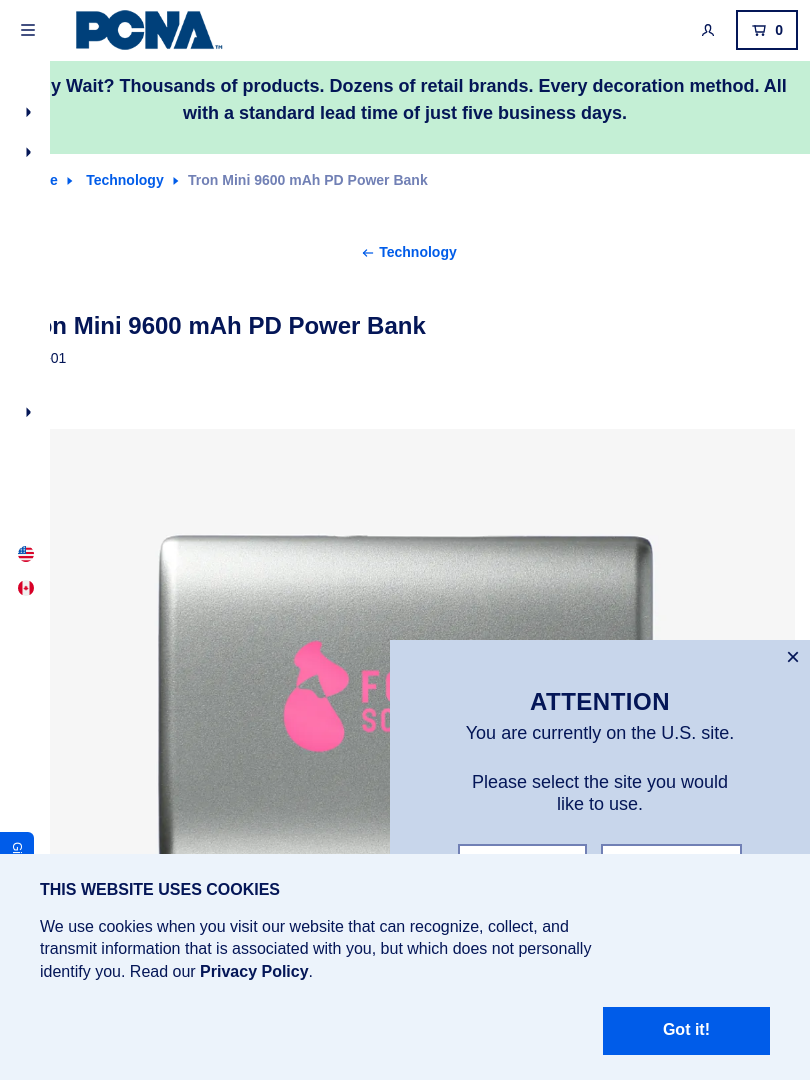 PCNA™
0
y Wait? Thousands of products. Dozens of retail brands. Every decoration method. All
with a standard lead time of just five business days.
e Technology Tron Mini 9600 mAh PD Power Bank
Technology
on Mini 9600 mAh PD Power Bank
01
ATTENTION
You are currently on the U.S. site.
Please select the site you would
like to use.
THIS WEBSITE USES COOKIES
We use cookies when you visit our website that can recognize, collect, and
transmit information that is associated with you, but which does not personally
identify you. Read our Privacy Policy.
Got it!